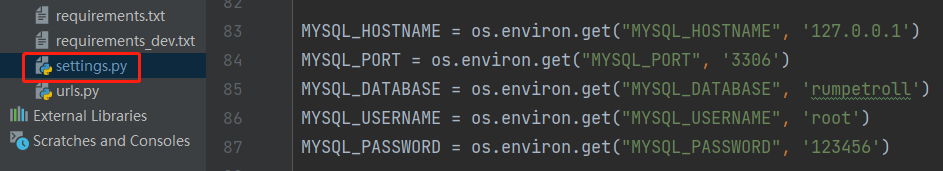 requirements.txt
requirements_dev.txt
settings.py
urls.py
External Libraries
Scratches and Consoles
82
83 MYSQL_HOSTNAME = os.environ.get("MYSQL_HOSTNAME", '127.0.0.1')
84 MYSQL_PORT = os.environ.get("MYSQL_PORT", '3306')
85 MYSQL_DATABASE = os.environ.get("MYSQL_DATABASE", 'rumpetroll')
86 MYSQL_USERNAME = os.environ.get("MYSQL_USERNAME", 'root')
87 MYSQL_PASSWORD = os.environ.get("MYSQL_PASSWORD", '123456')